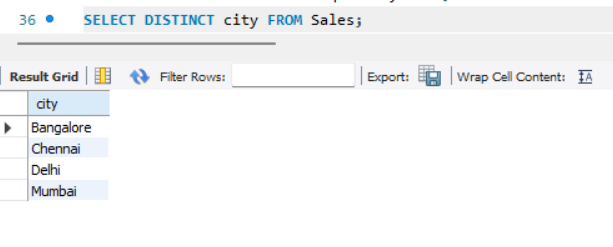 36 SELECT DISTINCT city FROM Sales;
Result Grid Filter Rows: Export: Wrap Cell Content: IA
city
Bangalore
Chennai
Delhi
Mumbai